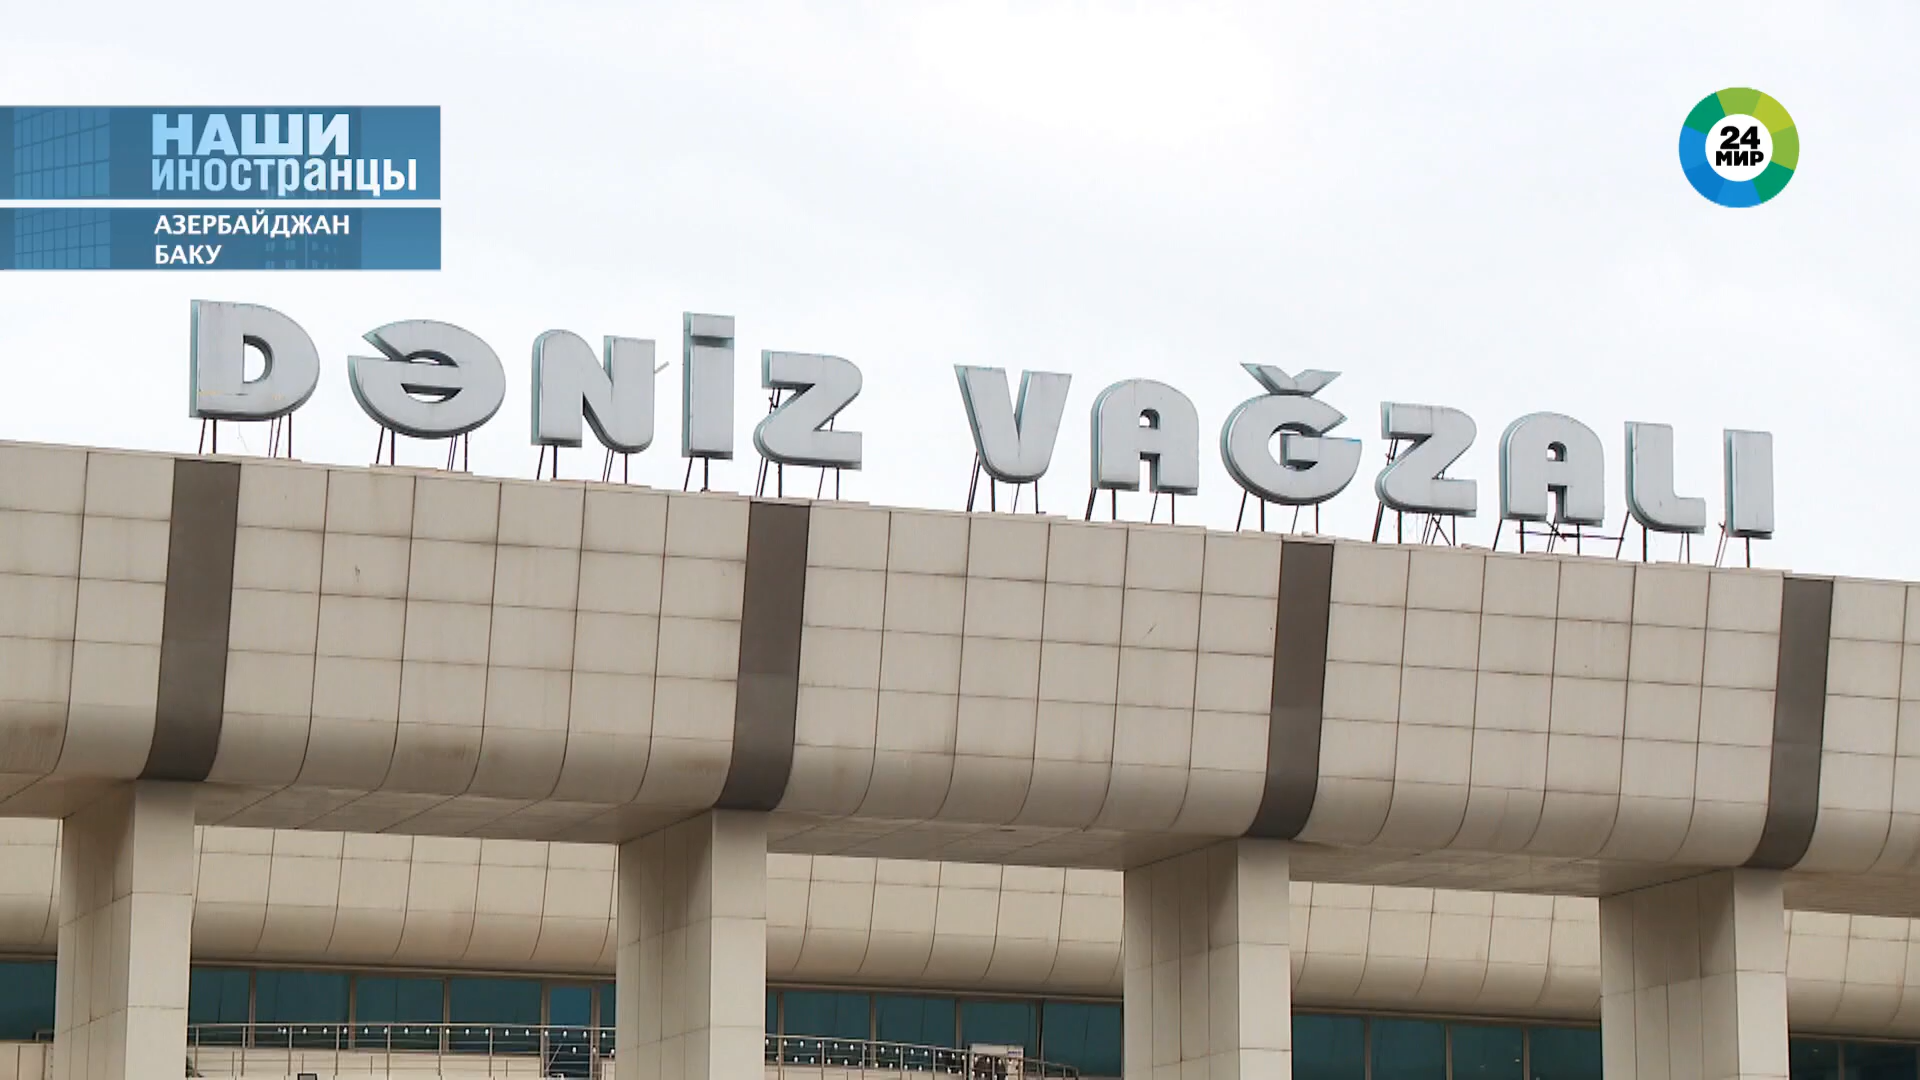 НАШИ
ИНОСТРАНЦЫ
АЗЕРБАЙДЖАН
БАКУ
24
МИР
DƏNİZ VAĞZALI